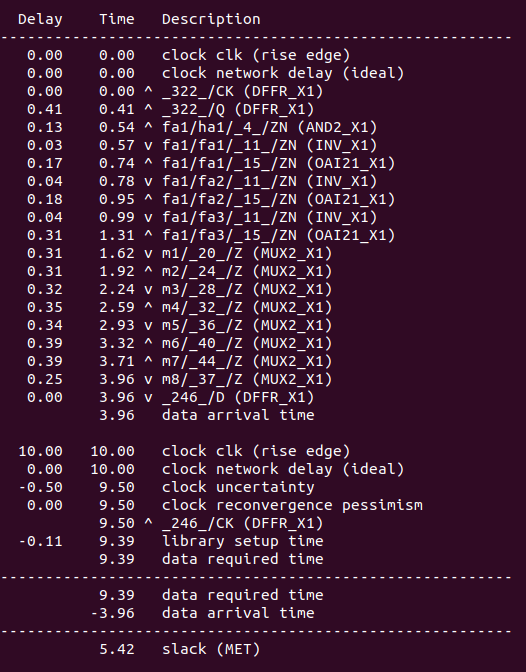 Delay    Time   Description
---------------------------------------------------------
 0.00    0.00   clock clk (rise edge)
 0.00    0.00   clock network delay (ideal)
 0.00    0.00 ^ _322_/CK (DFFR_X1)
 0.41    0.41 ^ _322_/Q (DFFR_X1)
 0.13    0.54 ^ fa1/ha1/_4_/ZN (AND2_X1)
 0.03    0.57 v fa1/fa1/_11_/ZN (INV_X1)
 0.17    0.74 ^ fa1/fa1/_15_/ZN (OAI21_X1)
 0.04    0.78 v fa1/fa2/_11_/ZN (INV_X1)
 0.18    0.95 ^ fa1/fa2/_15_/ZN (OAI21_X1)
 0.04    0.99 v fa1/fa3/_11_/ZN (INV_X1)
 0.31    1.31 ^ fa1/fa3/_15_/ZN (OAI21_X1)
 0.31    1.62 v m1/_20_/Z (MUX2_X1)
 0.31    1.92 ^ m2/_24_/Z (MUX2_X1)
 0.32    2.24 v m3/_28_/Z (MUX2_X1)
 0.35    2.59 ^ m4/_32_/Z (MUX2_X1)
 0.34    2.93 v m5/_36_/Z (MUX2_X1)
 0.39    3.32 ^ m6/_40_/Z (MUX2_X1)
 0.39    3.71 ^ m7/_44_/Z (MUX2_X1)
 0.25    3.96 v m8/_37_/Z (MUX2_X1)
 0.00    3.96 v _246_/D (DFFR_X1)
         3.96   data arrival time

10.00   10.00   clock clk (rise edge)
 0.00   10.00   clock network delay (ideal)
-0.50    9.50   clock uncertainty
 0.00    9.50   clock reconvergence pessimism
         9.50 ^ _246_/CK (DFFR_X1)
-0.11    9.39   library setup time
         9.39   data required time
---------------------------------------------------------
         9.39   data required time
        -3.96   data arrival time
---------------------------------------------------------
         5.42   slack (MET)